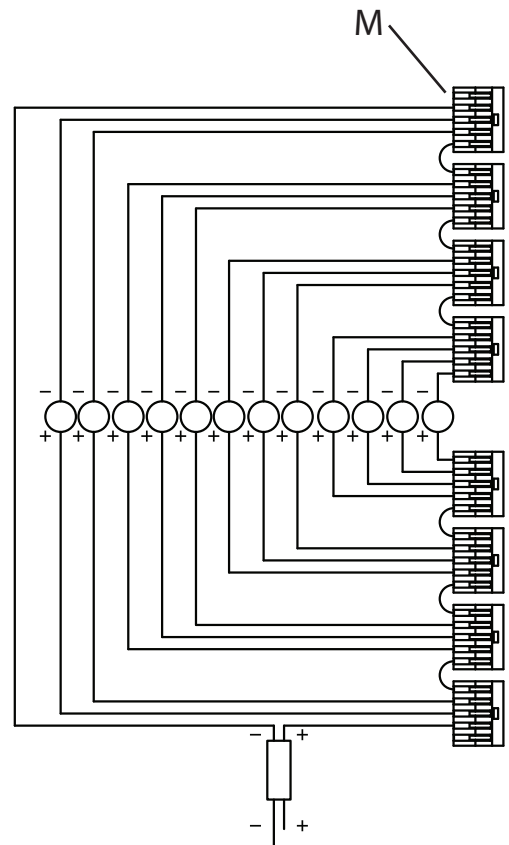 M
− − − − − − − − − − − −
+ + + + + + + + + + + +
− +
− +